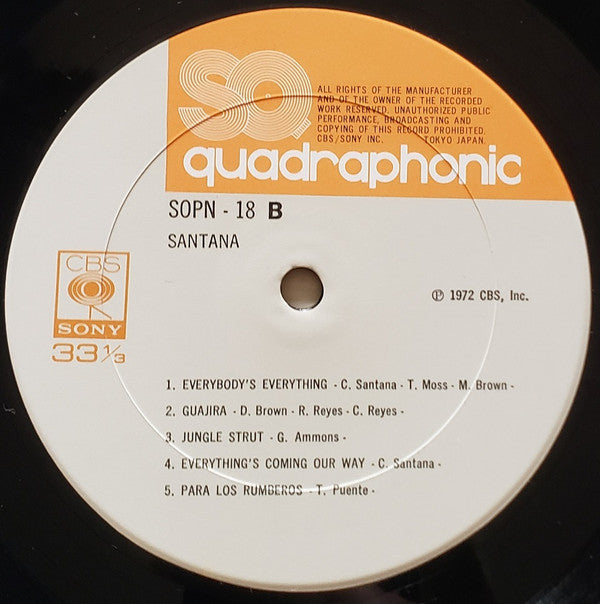 SQ
ALL RIGHTS OF THE MANUFACTURER
AND OF THE OWNER OF THE RECORDED
WORK RESERVED. UNAUTHORIZED PUBLIC
PERFORMANCE, BROADCASTING AND
COPYING OF THIS RECORD PROHIBITED.
CBS/SONY INC. TOKYO JAPAN.
quadraphonic
SOPN - 18 B
SANTANA
CBS
SONY
33 1/3
℗ 1972 CBS, Inc.
1. EVERYBODY'S EVERYTHING - C. Santana - T. Moss - M. Brown -
2. GUAJIRA - D. Brown - R. Reyes - C. Reyes -
3. JUNGLE STRUT - G. Ammons -
4. EVERYTHING'S COMING OUR WAY - C. Santana -
5. PARA LOS RUMBEROS - T. Puente -